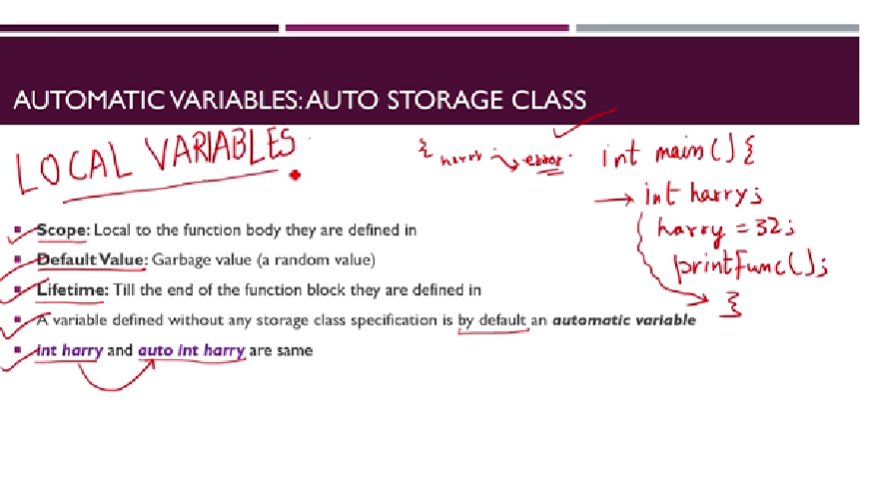 AUTOMATIC VARIABLES: AUTO STORAGE CLASS
LOCAL VARIABLES
{ harry → error
int main() {
→ int harry;
harry = 32;
printFunc();
}
Scope: Local to the function body they are defined in
Default Value: Garbage value (a random value)
Lifetime: Till the end of the function block they are defined in
A variable defined without any storage class specification is by default an automatic variable
int harry and auto int harry are same